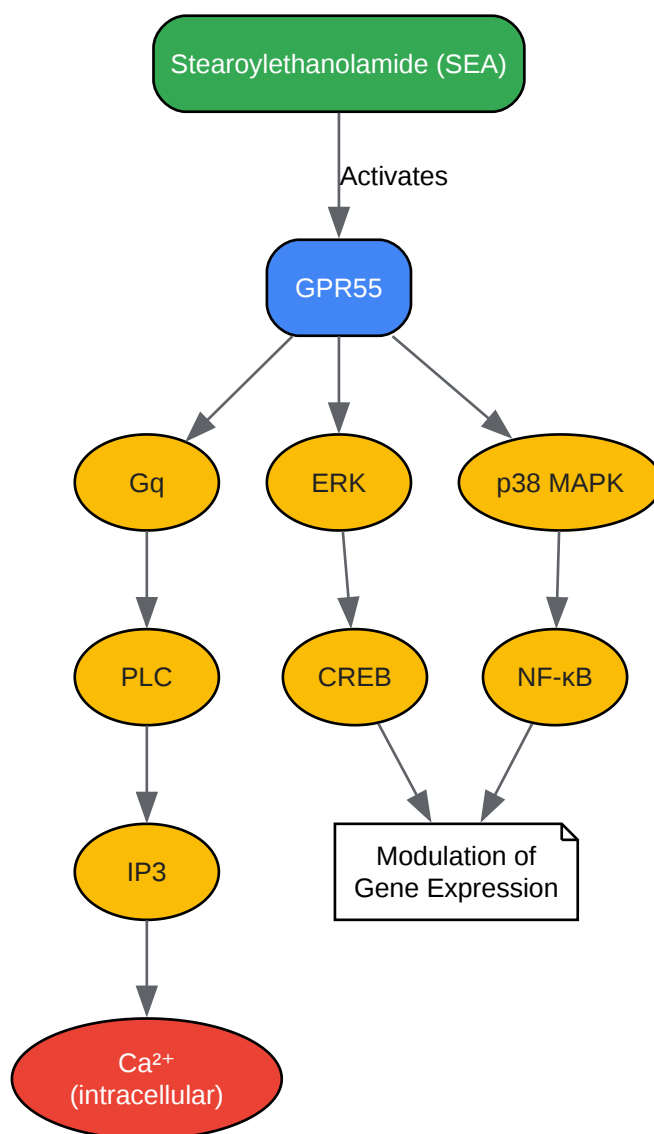 Stearoylethanolamide (SEA)
Activates
GPR55
Gq
ERK
p38 MAPK
PLC
CREB
NF-κB
IP3
Modulation of
Gene Expression
Ca²⁺
(intracellular)